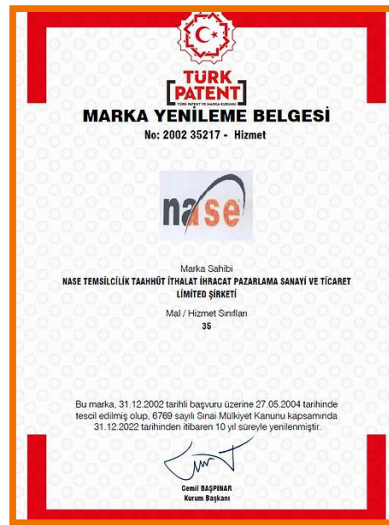 TÜRK
PATENT
TÜRK PATENT VE MARKA KURUMU
MARKA YENİLEME BELGESİ
No: 2002 35217 - Hizmet
nase
Marka Sahibi
NASE TEMSİLCİLİK TAAHHÜT İTHALAT İHRACAT PAZARLAMA SANAYİ VE TİCARET
LİMİTED ŞİRKETİ
Mal / Hizmet Sınıfları
35
Bu marka, 31.12.2002 tarihli başvuru üzerine 27.05.2004 tarihinde
tescil edilmiş olup, 6769 sayılı Sınai Mülkiyet Kanunu kapsamında
31.12.2022 tarihinden itibaren 10 yıl süreyle yenilenmiştir.
Cemil BAŞPINAR
Kurum Başkanı